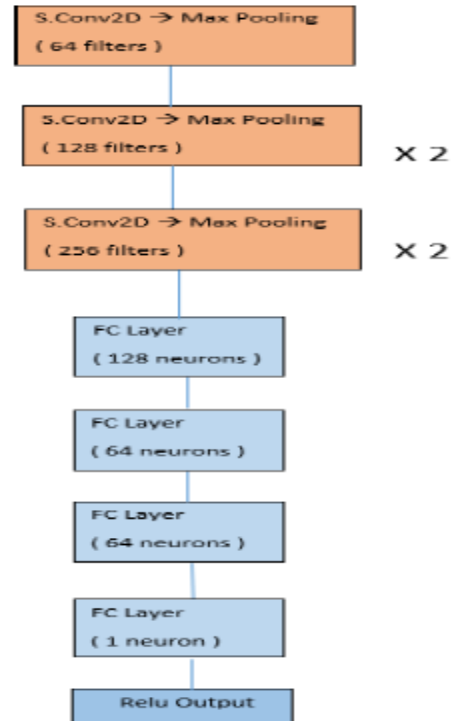 S.Conv2D → Max Pooling
( 64 filters )
S.Conv2D → Max Pooling
( 128 filters )
X 2
S.Conv2D → Max Pooling
( 256 filters )
X 2
FC Layer
( 128 neurons )
FC Layer
( 64 neurons )
FC Layer
( 64 neurons )
FC Layer
( 1 neuron )
Relu Output